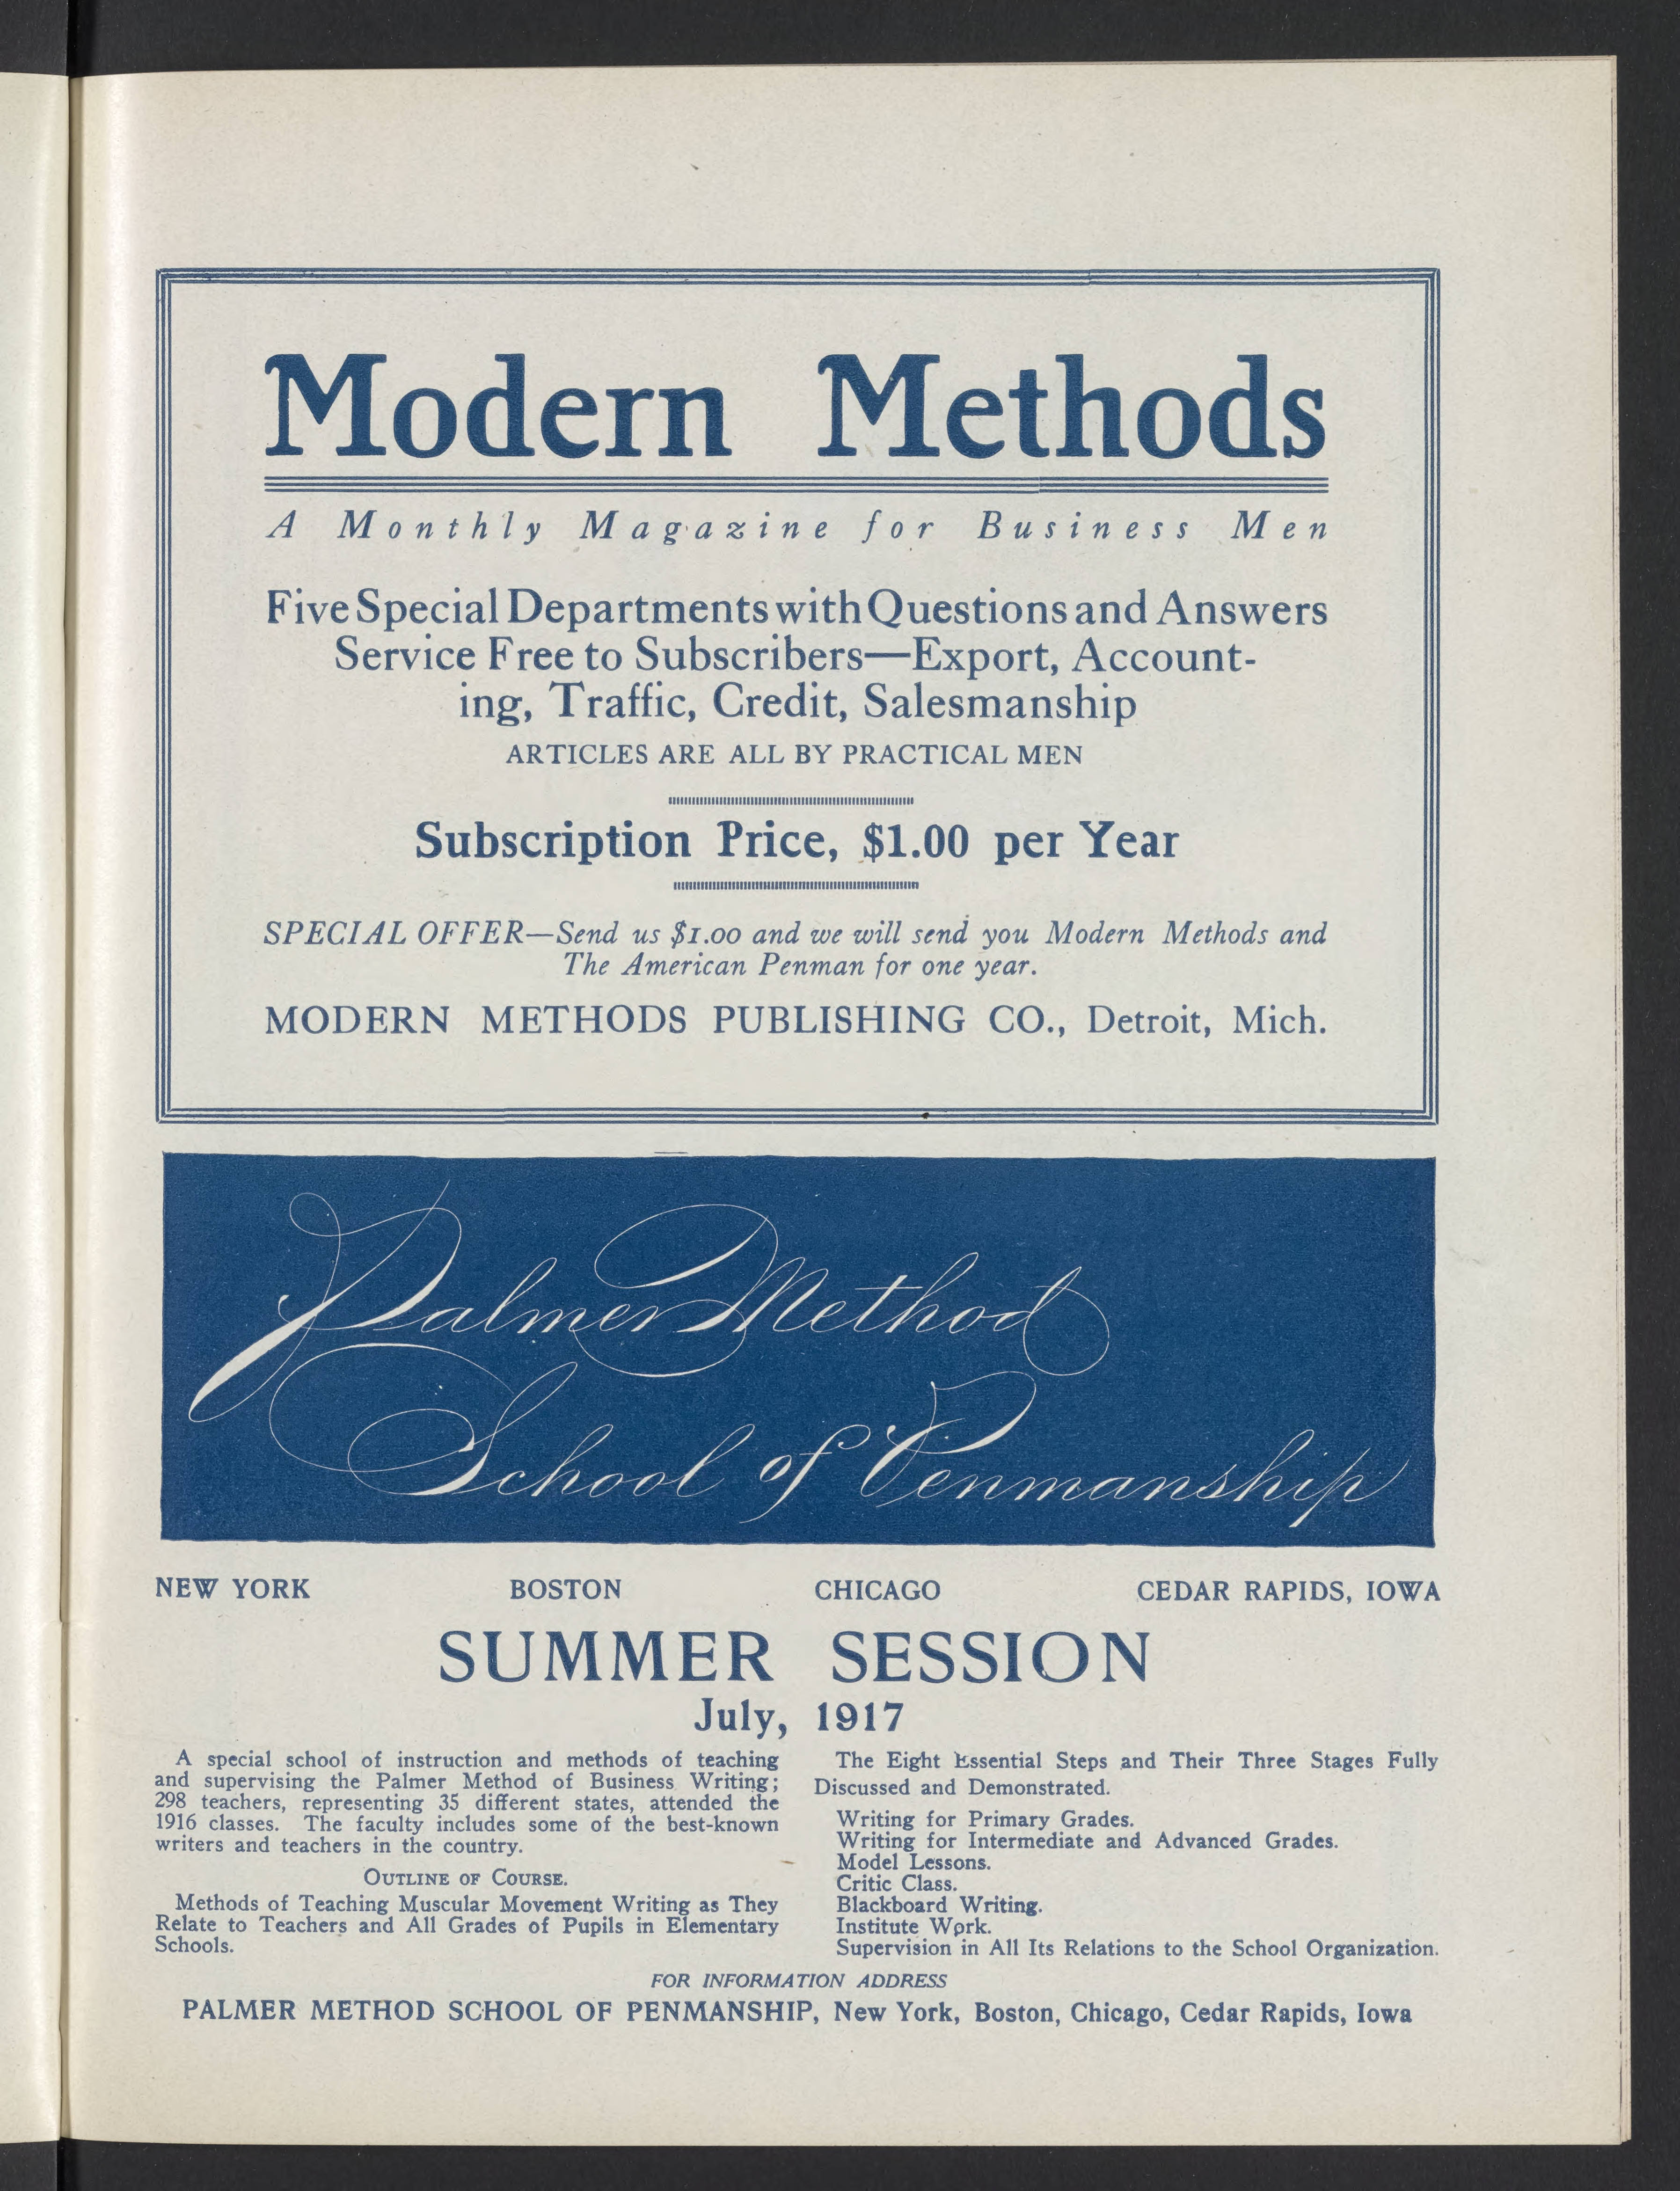 Modern Methods
A Monthly Magazine for Business Men
Five Special Departments with Questions and Answers
Service Free to Subscribers—Export, Account-
ing, Traffic, Credit, Salesmanship
ARTICLES ARE ALL BY PRACTICAL MEN
Subscription Price, $1.00 per Year
SPECIAL OFFER—Send us $1.00 and we will send you Modern Methods and
The American Penman for one year.
MODERN METHODS PUBLISHING CO., Detroit, Mich.
Palmer Method
School of Penmanship
NEW YORK BOSTON CHICAGO CEDAR RAPIDS, IOWA
SUMMER SESSION
July, 1917
A special school of instruction and methods of teaching
and supervising the Palmer Method of Business Writing;
298 teachers, representing 35 different states, attended the
1916 classes. The faculty includes some of the best-known
writers and teachers in the country.
OUTLINE OF COURSE.
Methods of Teaching Muscular Movement Writing as They
Relate to Teachers and All Grades of Pupils in Elementary
Schools.
The Eight Essential Steps and Their Three Stages Fully
Discussed and Demonstrated.
Writing for Primary Grades.
Writing for Intermediate and Advanced Grades.
Model Lessons.
Critic Class.
Blackboard Writing.
Institute Work.
Supervision in All Its Relations to the School Organization.
FOR INFORMATION ADDRESS
PALMER METHOD SCHOOL OF PENMANSHIP, New York, Boston, Chicago, Cedar Rapids, Iowa